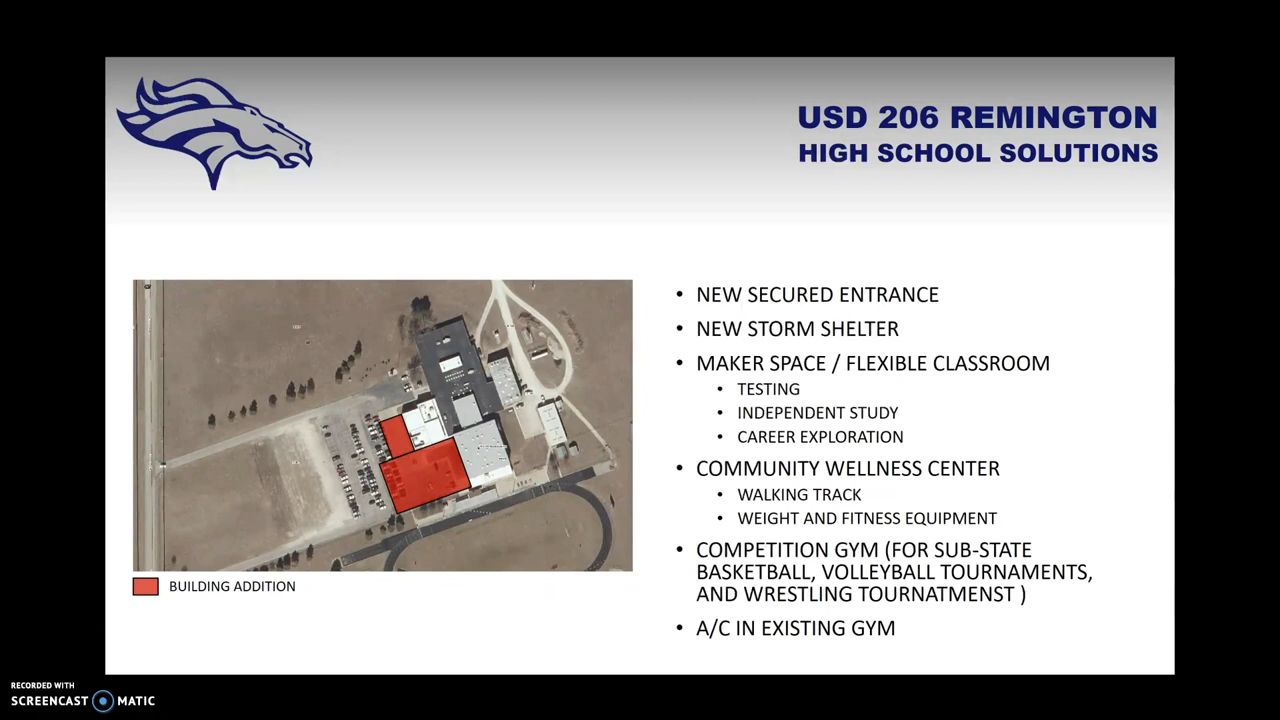 USD 206 REMINGTON
HIGH SCHOOL SOLUTIONS
• NEW SECURED ENTRANCE
• NEW STORM SHELTER
• MAKER SPACE / FLEXIBLE CLASSROOM
• TESTING
• INDEPENDENT STUDY
• CAREER EXPLORATION
• COMMUNITY WELLNESS CENTER
• WALKING TRACK
• WEIGHT AND FITNESS EQUIPMENT
• COMPETITION GYM (FOR SUB-STATE
BASKETBALL, VOLLEYBALL TOURNAMENTS,
AND WRESTLING TOURNATMENST )
• A/C IN EXISTING GYM
BUILDING ADDITION
RECORDED WITH
SCREENCAST MATIC